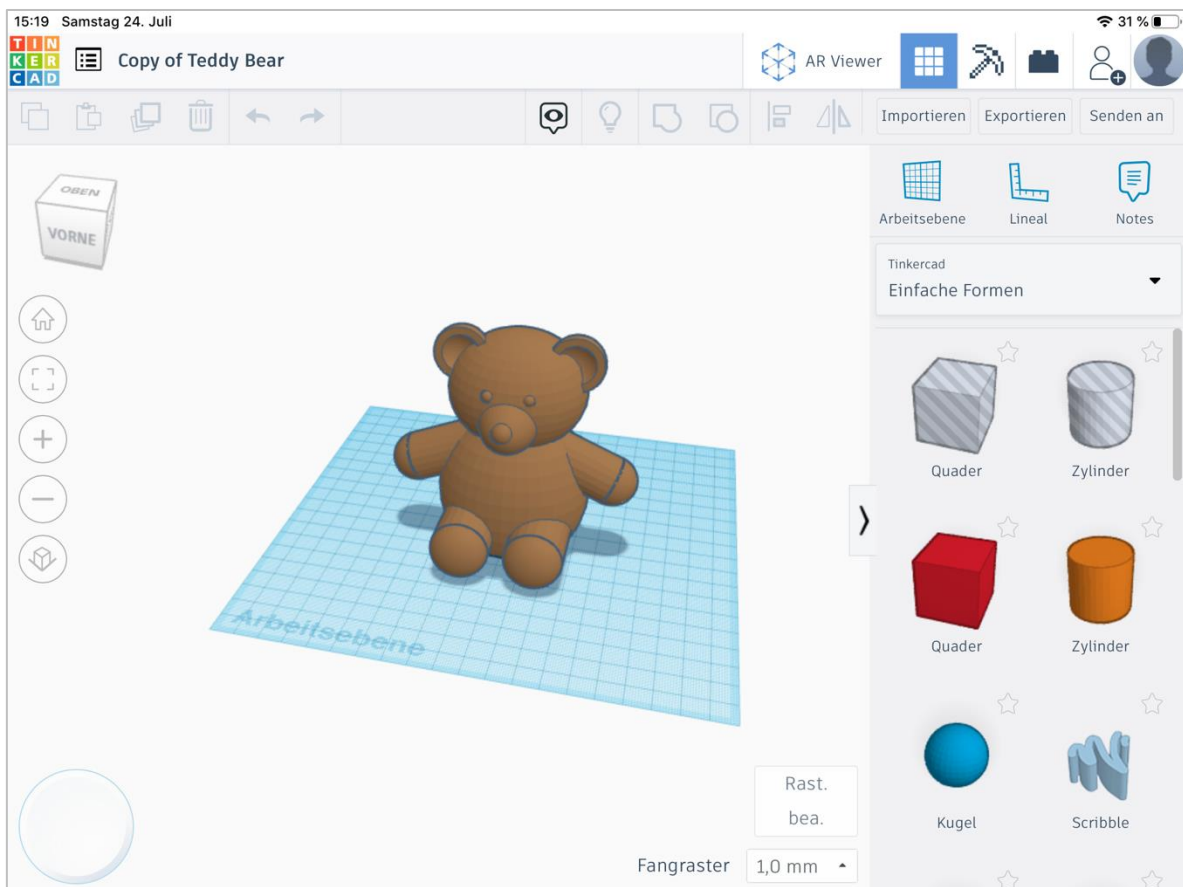 15:19 Samstag 24. Juli
31 %
TIN
KER
CAD
Copy of Teddy Bear
AR Viewer
Importieren Exportieren Senden an
OBEN
VORNE
Arbeitsebene Lineal Notes
Tinkercad
Einfache Formen
Quader Zylinder
Quader Zylinder
Kugel Scribble
Arbeitsebene
Rast.
bea.
Fangraster 1,0 mm